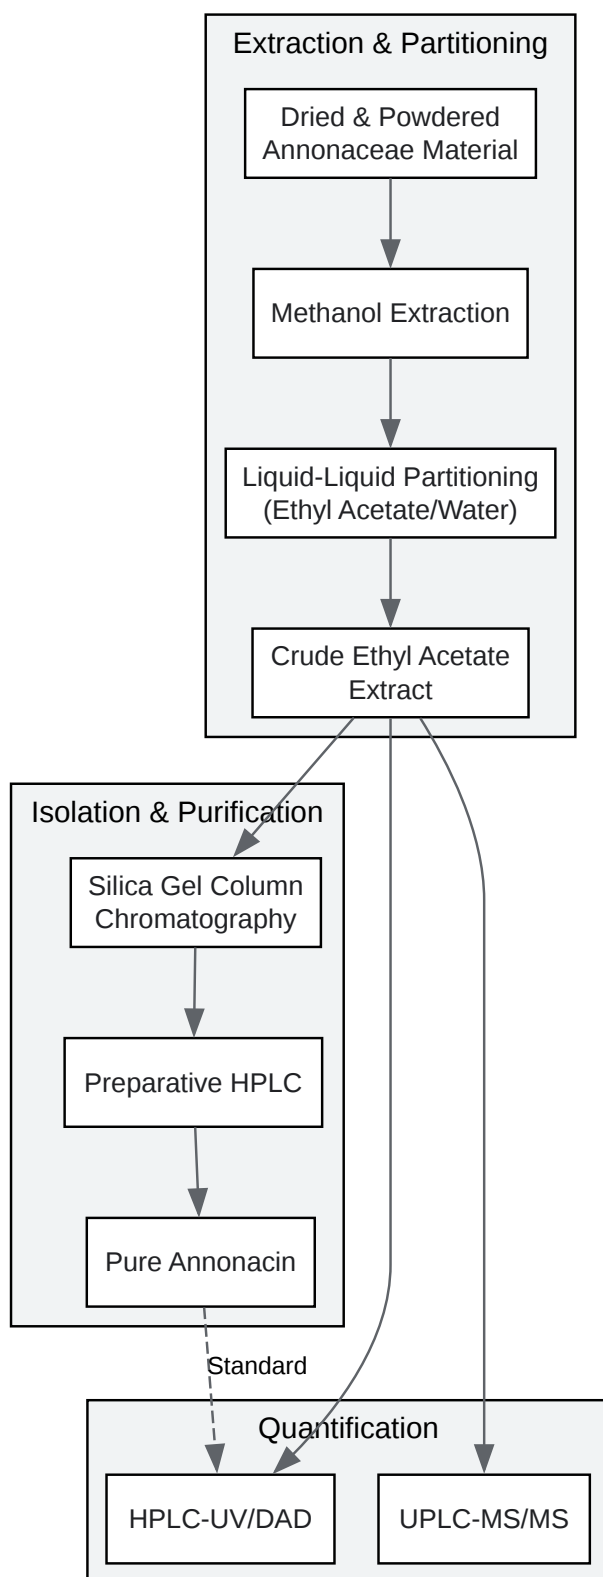 Extraction & Partitioning
Dried & Powdered
Annonaceae Material
Methanol Extraction
Liquid-Liquid Partitioning
(Ethyl Acetate/Water)
Crude Ethyl Acetate
Extract
Isolation & Purification
Silica Gel Column
Chromatography
Preparative HPLC
Pure Annonacin
Standard
Quantification
HPLC-UV/DAD
UPLC-MS/MS